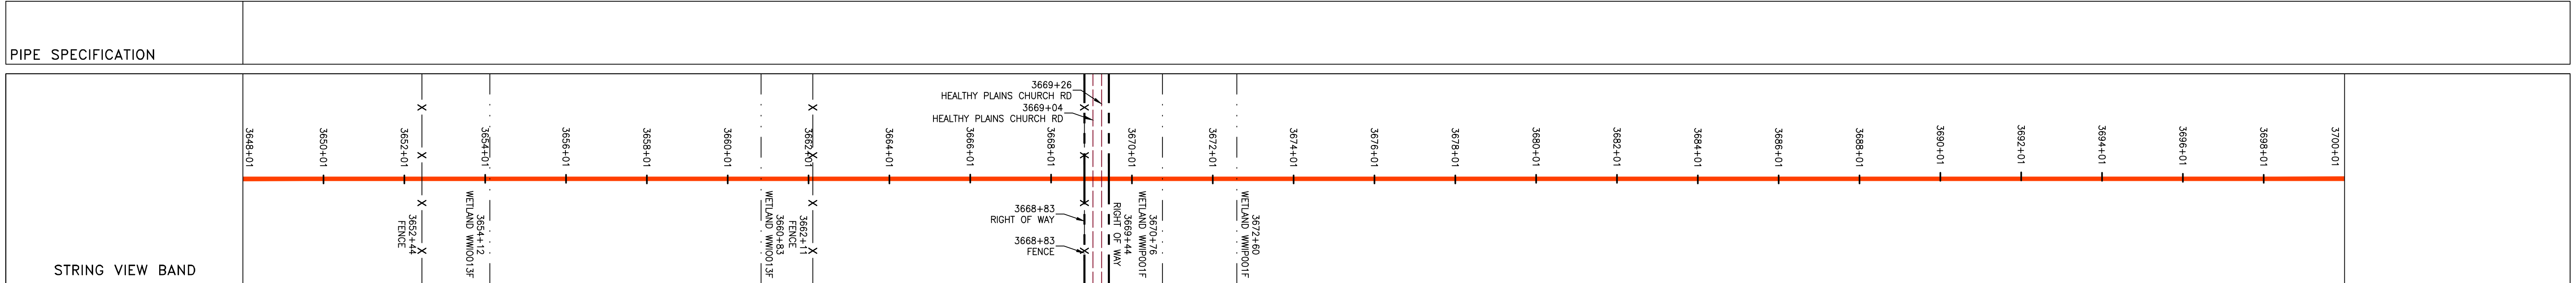 PIPE SPECIFICATION
STRING VIEW BAND
3669+26
HEALTHY PLAINS CHURCH RD
3669+04
HEALTHY PLAINS CHURCH RD
3648+01
3650+01
3652+01
3654+01
3656+01
3658+01
3660+01
3662+01
3664+01
3666+01
3668+01
3670+01
3672+01
3674+01
3676+01
3678+01
3680+01
3682+01
3684+01
3686+01
3688+01
3690+01
3692+01
3694+01
3696+01
3698+01
3700+01
3652+44
FENCE
3654+12
WETLAND WWIO013F
3660+83
WETLAND WWIO013F
3662+11
FENCE
3668+83
RIGHT OF WAY
3668+83
FENCE
3669+44
RIGHT OF WAY
3670+76
WETLAND WWIP001F
3672+60
WETLAND WWIP001F